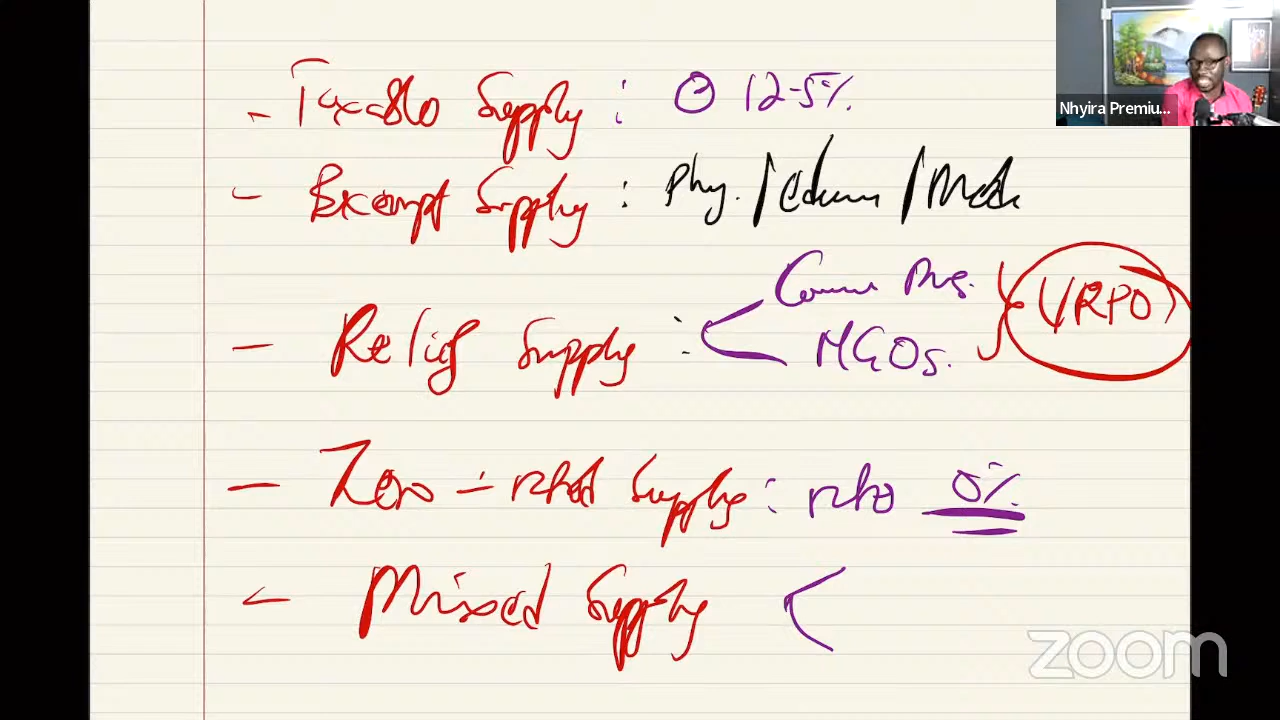 - Taxable Supply : @ 12.5%
- Exempt Supply : Phy. / Educ / Med
Comm Dvg.
- Relief Supply :
NGOs.
VRPO
- Zero-rated Supply : rate 0%
- Mixed Supply
Nhyira Premiu...
zoom